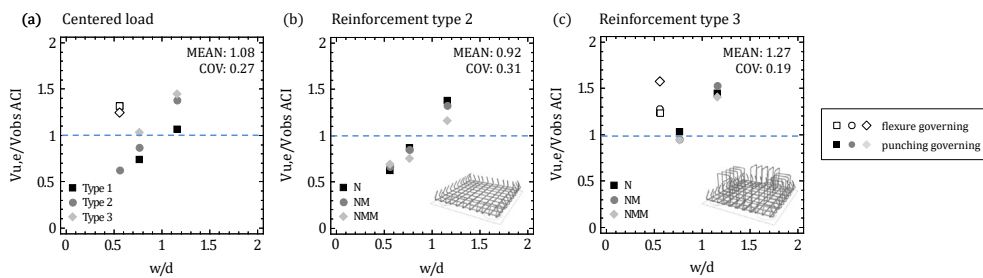 (a) Centered load
MEAN: 1.08
COV: 0.27
Vu,e/Vobs ACI
2
1.5
1
0.5
0
Type 1
Type 2
Type 3
0 0.5 1 1.5 2
w/d
(b) Reinforcement type 2
MEAN: 0.92
COV: 0.31
Vu,e/Vobs ACI
2
1.5
1
0.5
0
N
NM
NMM
0 0.5 1 1.5 2
w/d
(c) Reinforcement type 3
MEAN: 1.27
COV: 0.19
Vu,e/Vobs ACI
2
1.5
1
0.5
0
N
NM
NMM
0 0.5 1 1.5 2
w/d
flexure governing
punching governing